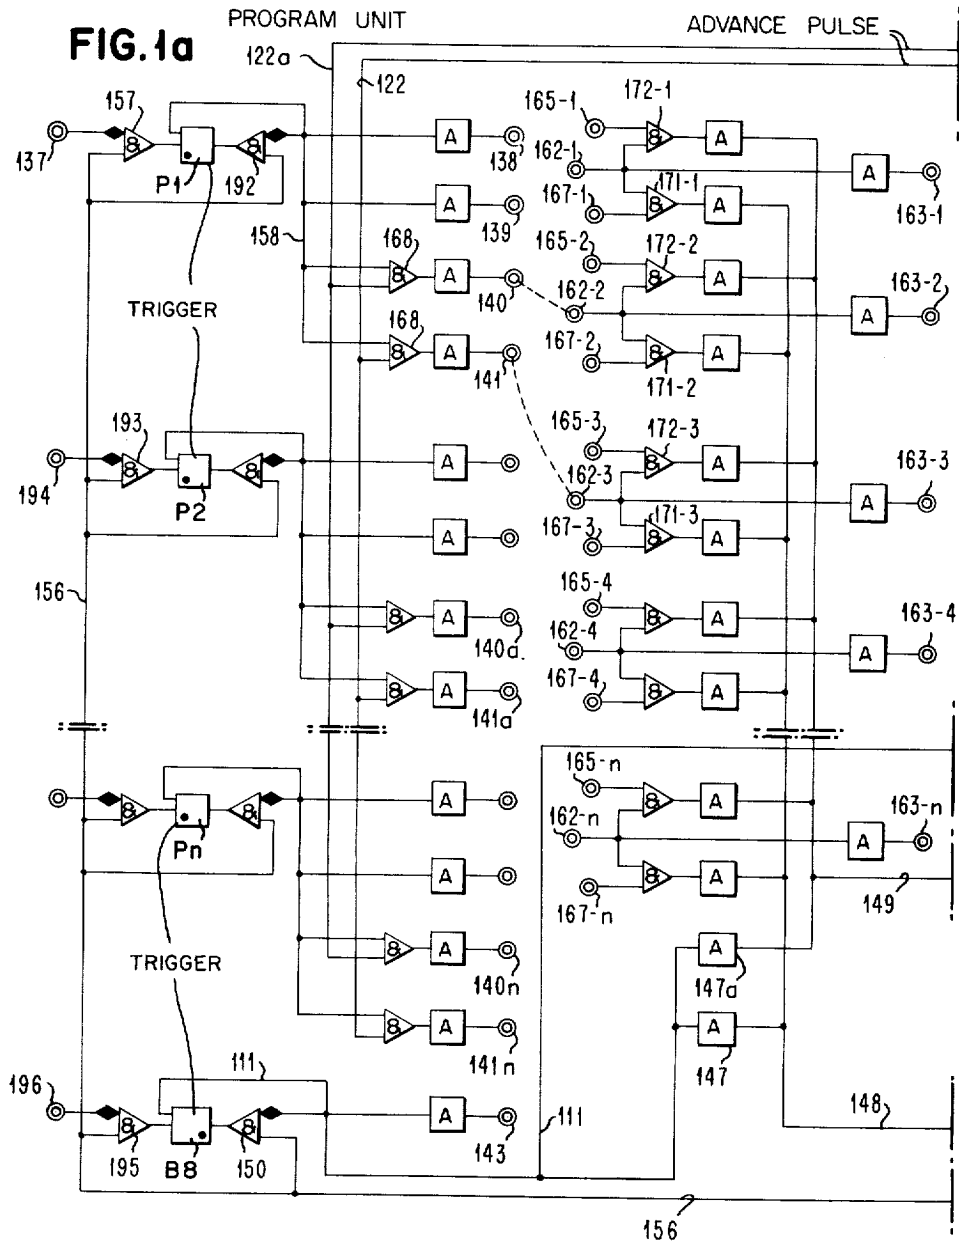 PROGRAM UNIT
ADVANCE PULSE
FIG.1a
122a
122
157
172-1
165-1
& & A A
162-1
137
P1
192
138
163-1
A
167-1
171-1
& A
158
A
139
165-2
172-2
168
& A
& A
162-2
163-2
A
TRIGGER
140
168
167-2
& A
& A
141
171-2
165-3
172-3
193
& & A
& A
194
P2
162-3
163-3
A
A
167-3
171-3
& A
156
165-4
& A
& A
163-4
140a
162-4
A
167-4
& A
& A
141a
165-n
& & A
& A
Pn
162-n
163-n
A
A
& A
167-n
149
TRIGGER
& A
A
140n
147a
& A
A
141n
147
196
111
& & A
111
148
195
B8
150
143
156